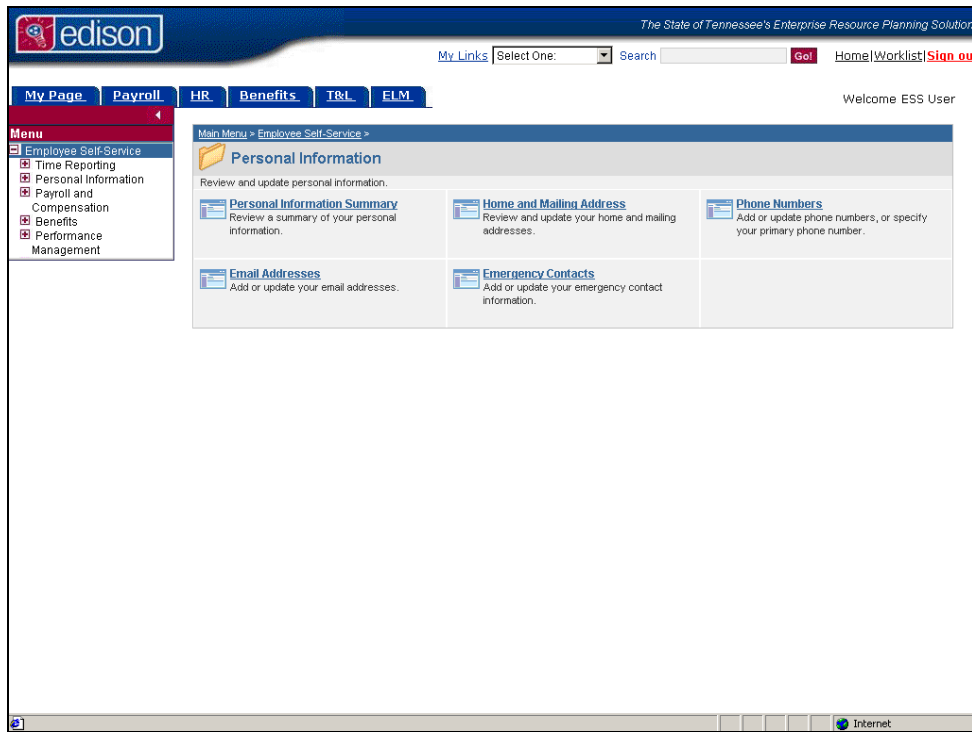 edison
The State of Tennessee's Enterprise Resource Planning Solution
My Links Select One: Search Go! Home|Worklist|Sign ou
My Page Payroll HR Benefits T&L ELM
Welcome ESS User
Menu
Employee Self-Service
Time Reporting
Personal Information
Payroll and
Compensation
Benefits
Performance
Management
Main Menu > Employee Self-Service >
Personal Information
Review and update personal information.
Personal Information Summary
Review a summary of your personal
information.
Home and Mailing Address
Review and update your home and mailing
addresses.
Phone Numbers
Add or update phone numbers, or specify
your primary phone number.
Email Addresses
Add or update your email addresses.
Emergency Contacts
Add or update your emergency contact
information.
Internet